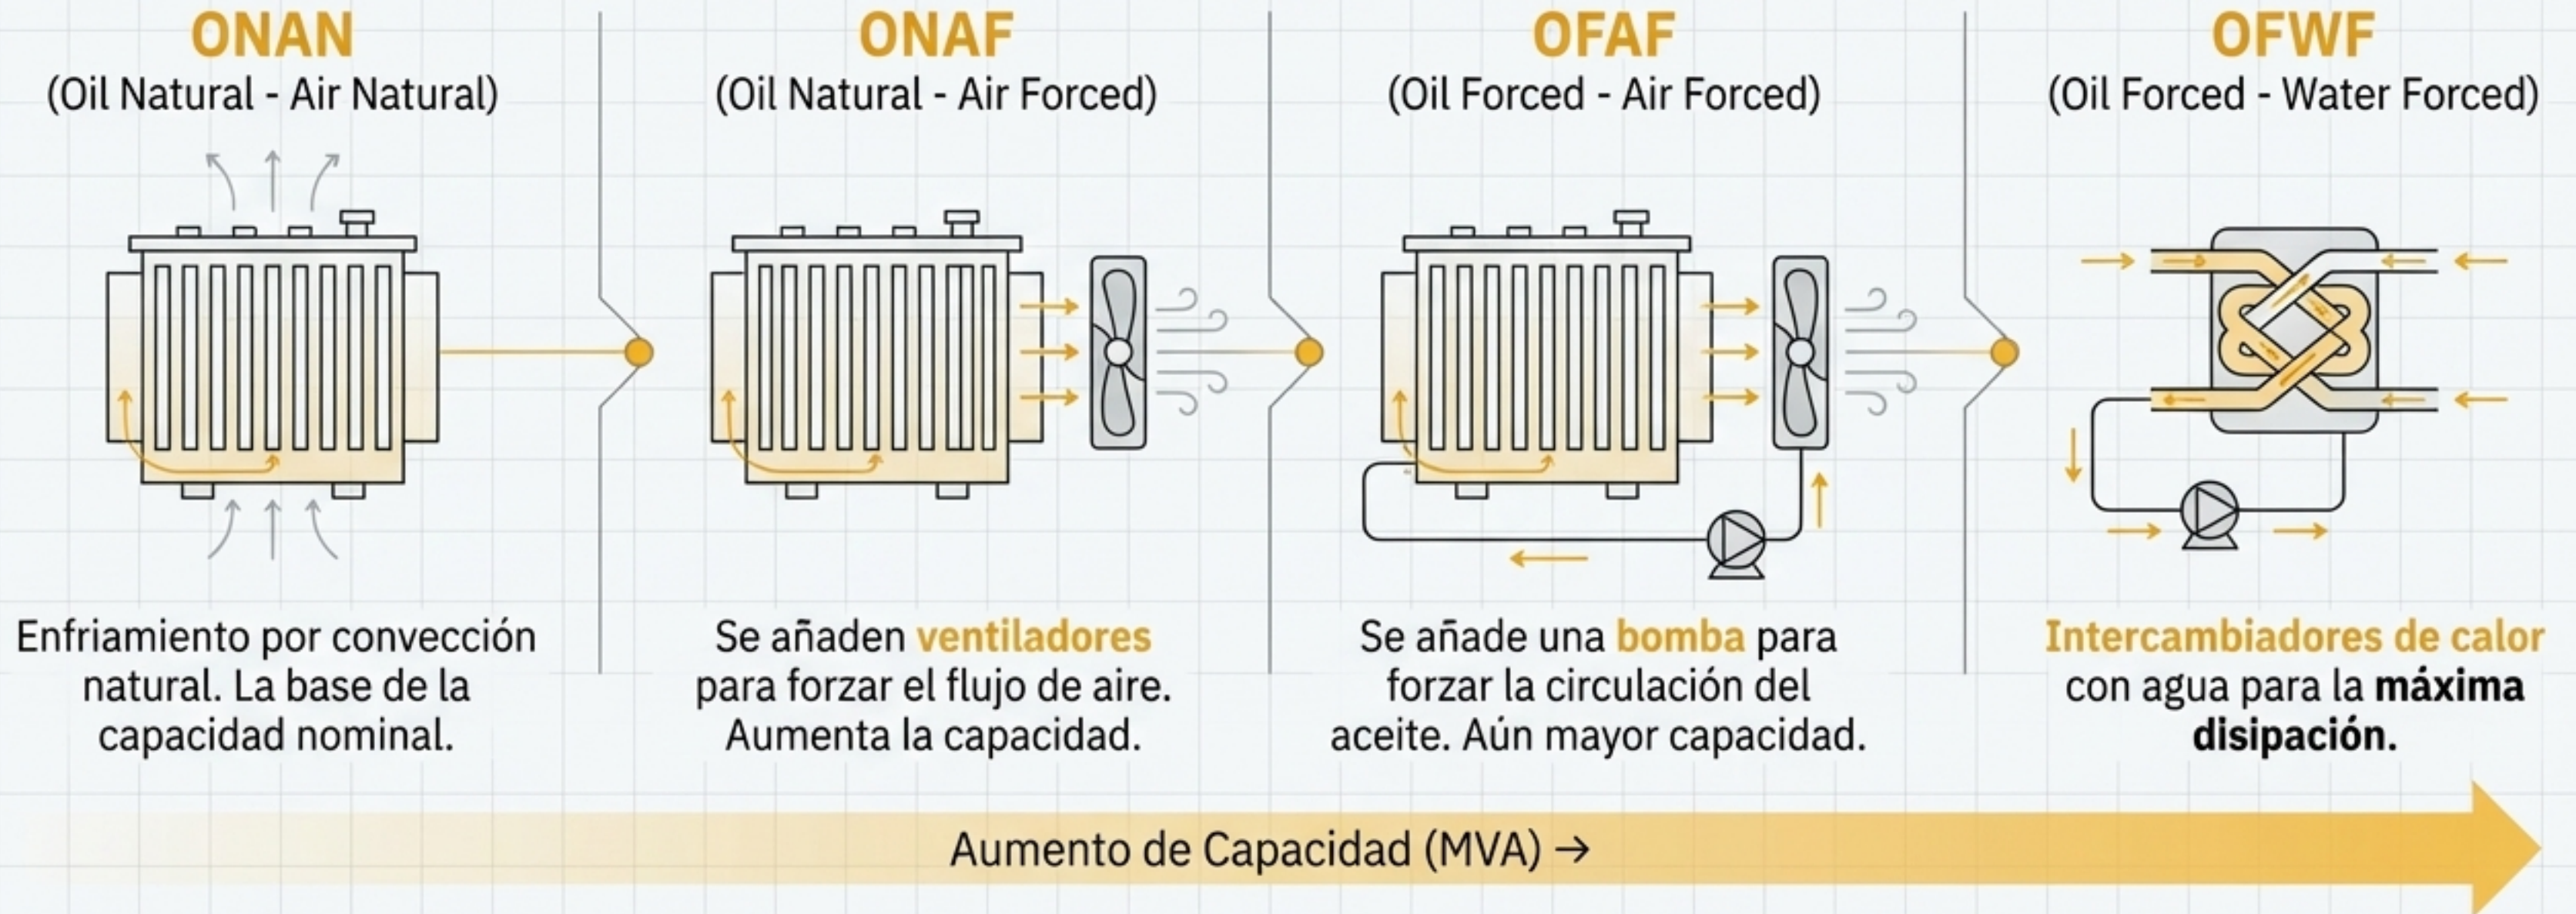 ONAN
(Oil Natural - Air Natural)
Enfriamiento por convección
natural. La base de la
capacidad nominal.
ONAF
(Oil Natural - Air Forced)
Se añaden ventiladores
para forzar el flujo de aire.
Aumenta la capacidad.
OFAF
(Oil Forced - Air Forced)
Se añade una bomba para
forzar la circulación del
aceite. Aún mayor capacidad.
OFWF
(Oil Forced - Water Forced)
Intercambiadores de calor
con agua para la máxima
disipación.
Aumento de Capacidad (MVA) →